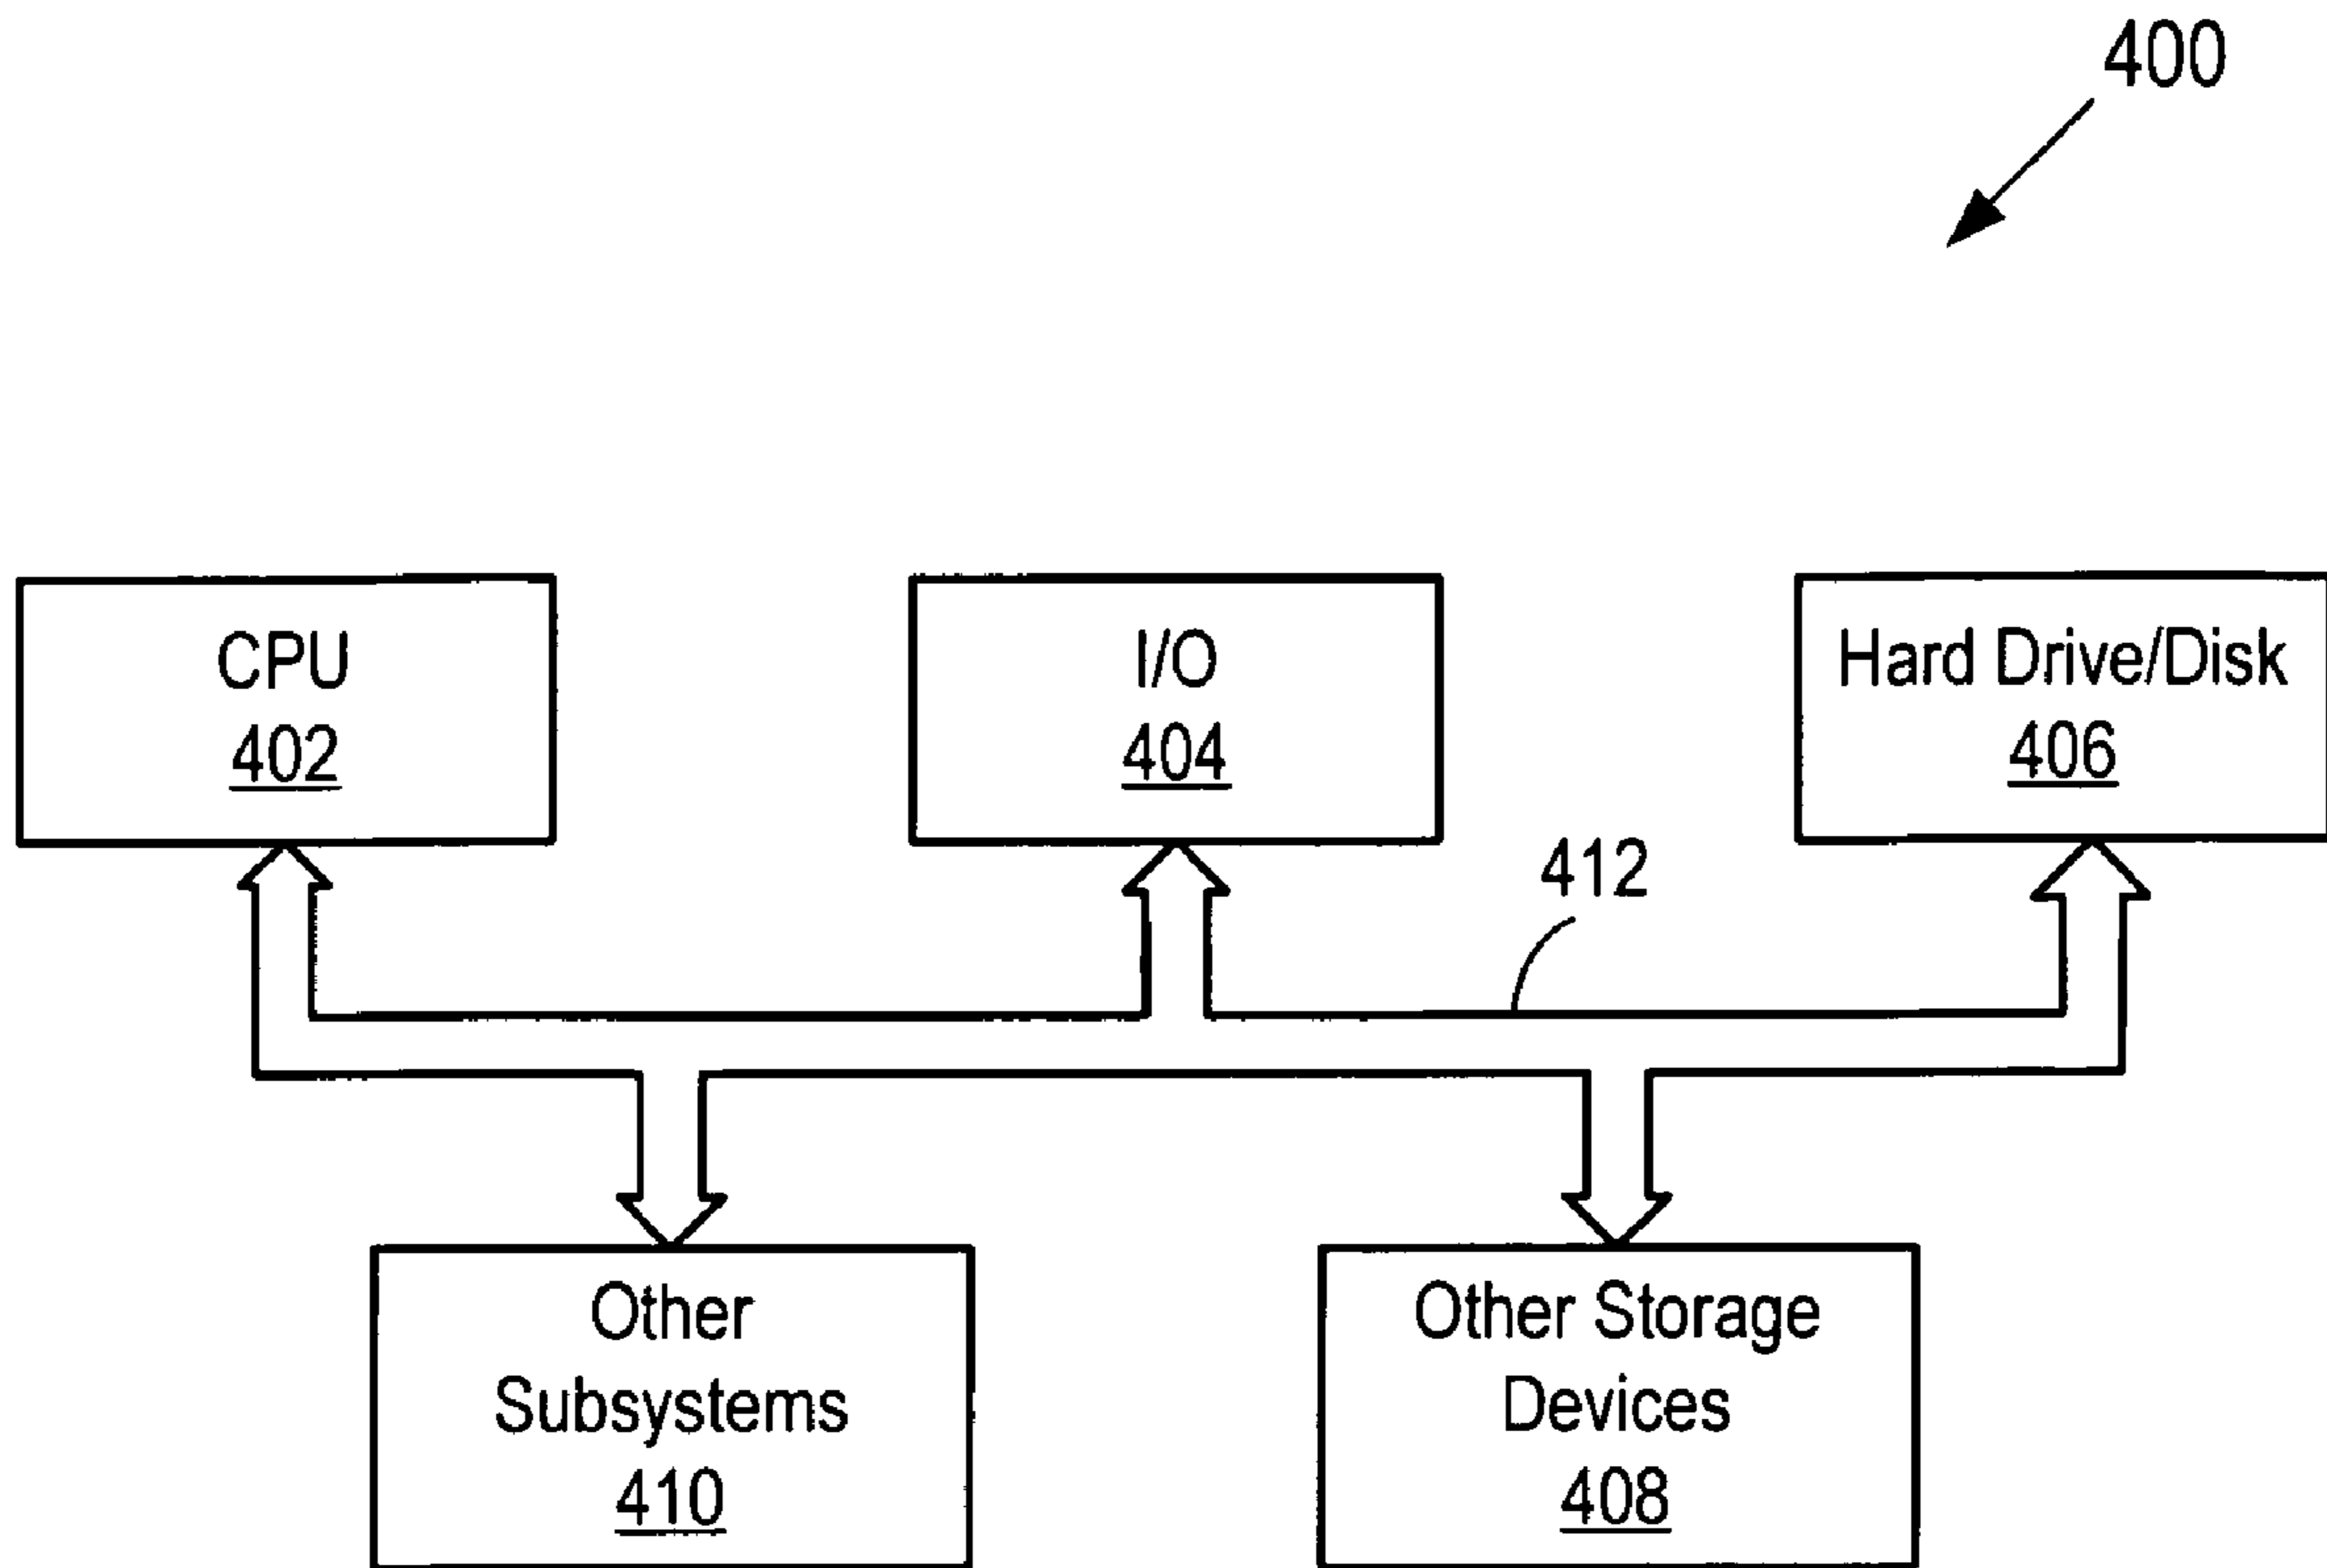 400
CPU
402
I/O
404
Hard Drive/Disk
406
412
Other
Subsystems
410
Other Storage
Devices
408